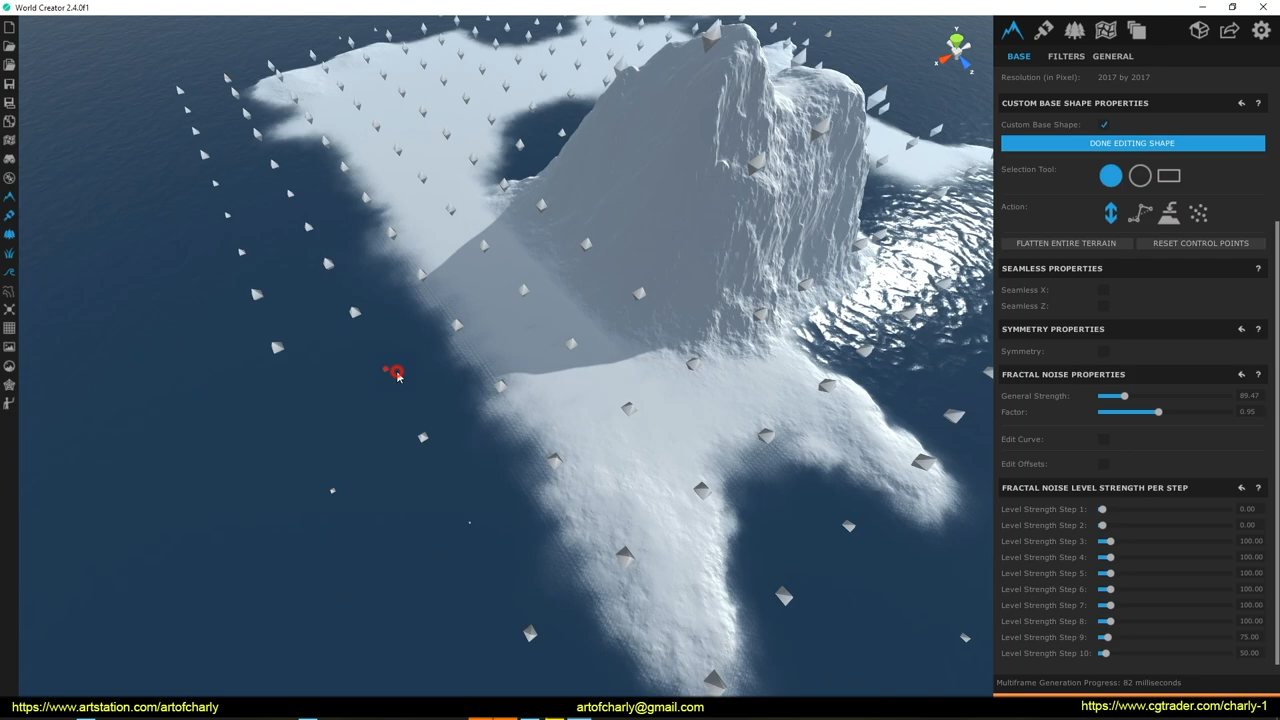 World Creator 2.4.0f1
BASE FILTERS GENERAL
Resolution (in Pixel): 2017 by 2017
CUSTOM BASE SHAPE PROPERTIES ?
Custom Base Shape:
DONE EDITING SHAPE
Selection Tool:
Action:
FLATTEN ENTIRE TERRAIN RESET CONTROL POINTS
SEAMLESS PROPERTIES ?
Seamless X:
Seamless Z:
SYMMETRY PROPERTIES ?
Symmetry:
FRACTAL NOISE PROPERTIES ?
General Strength: 89.47
Factor: 0.95
Edit Curve:
Edit Offsets:
FRACTAL NOISE LEVEL STRENGTH PER STEP ?
Level Strength Step 1: 0.00
Level Strength Step 2: 0.00
Level Strength Step 3: 100.00
Level Strength Step 4: 100.00
Level Strength Step 5: 100.00
Level Strength Step 6: 100.00
Level Strength Step 7: 100.00
Level Strength Step 8: 100.00
Level Strength Step 9: 75.00
Level Strength Step 10: 50.00
Multiframe Generation Progress: 82 milliseconds
Y
X
Z
https://www.artstation.com/artofcharly artofcharly@gmail.com https://www.cgtrader.com/charly-1